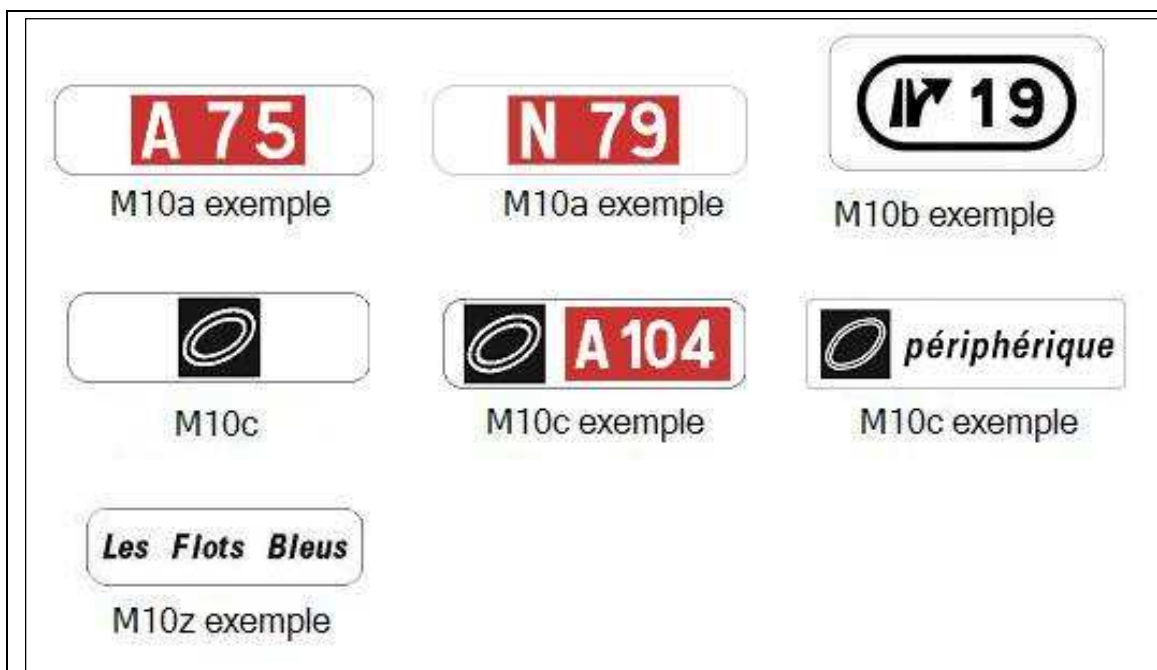 A 75
N 79
19
M10a exemple
M10a exemple
M10b exemple
A 104
périphérique
M10c
M10c exemple
M10c exemple
Les Flots Bleus
M10z exemple